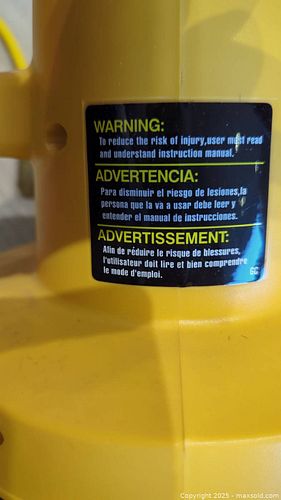 WARNING:
To reduce the risk of injury,user must read
and understand instruction manual.
ADVERTENCIA:
Para disminuir el riesgo de lesiones,la
persona que la va a usar debe leer y
entender el manual de instrucciones.
ADVERTISSEMENT:
Afin de réduire le risque de blessures,
l'utilisateur doit lire et bien comprendre
le mode d'emploi.
GC
Copyright 2025 - maxsold.com